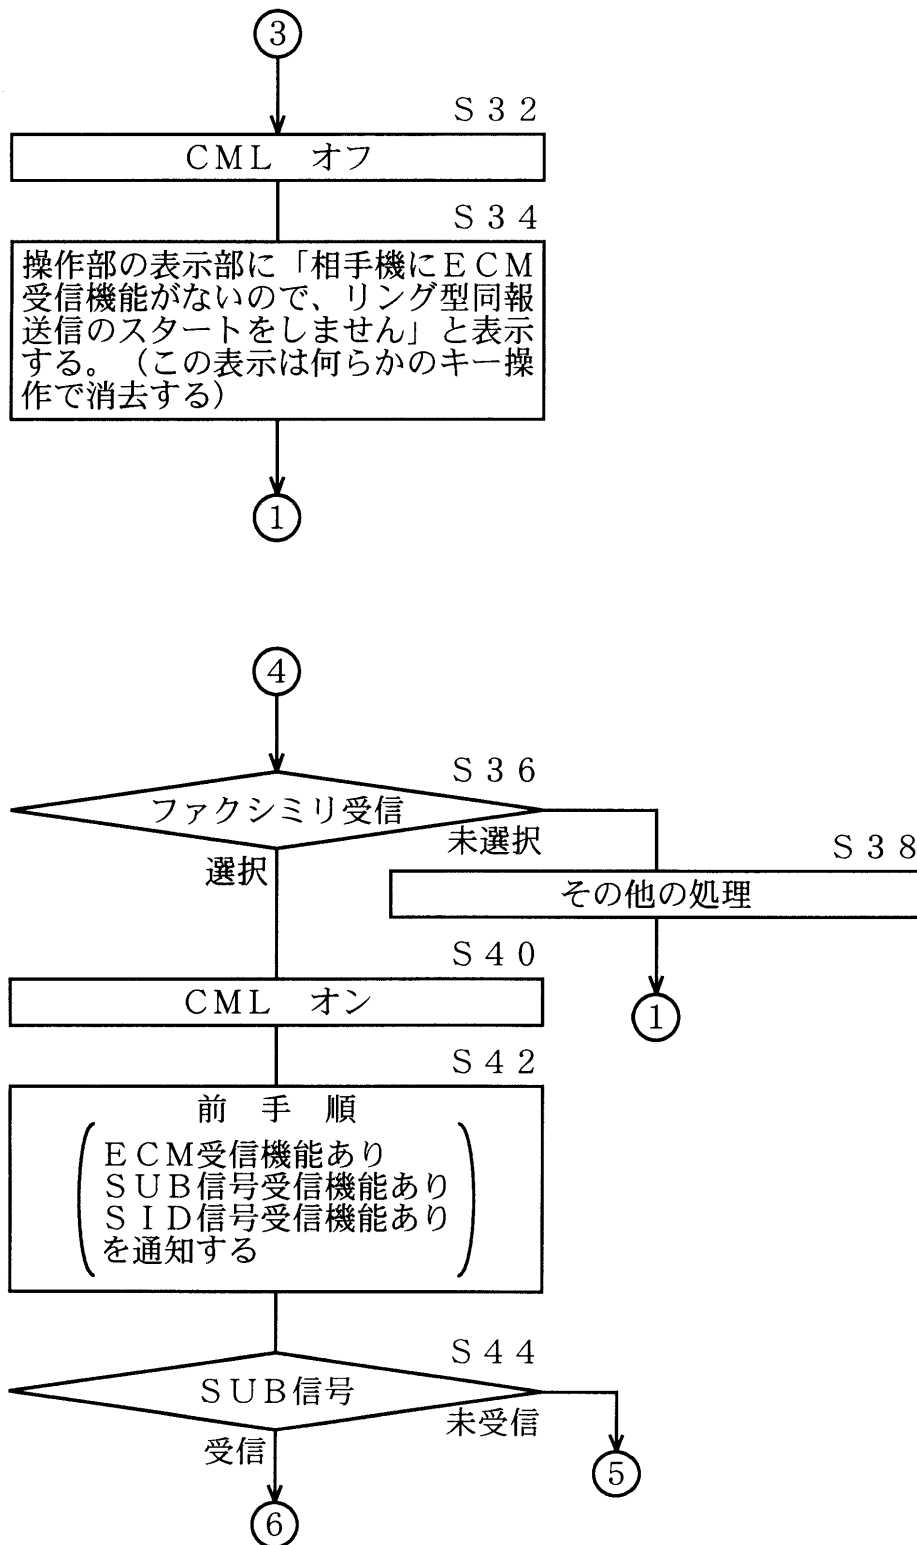 ③
Ｓ３２
ＣＭＬ　オフ
Ｓ３４
操作部の表示部に「相手機にＥＣＭ
受信機能がないので、リング型同報
送信のスタートをしません」と表示
する。（この表示は何らかのキー操
作で消去する）
①
④
Ｓ３６
ファクシミリ受信
未選択
選択
Ｓ３８
その他の処理
①
Ｓ４０
ＣＭＬ　オン
Ｓ４２
前　手　順
ＥＣＭ受信機能あり
ＳＵＢ信号受信機能あり
ＳＩＤ信号受信機能あり
を通知する
Ｓ４４
ＳＵＢ信号
未受信
受信
⑤
⑥